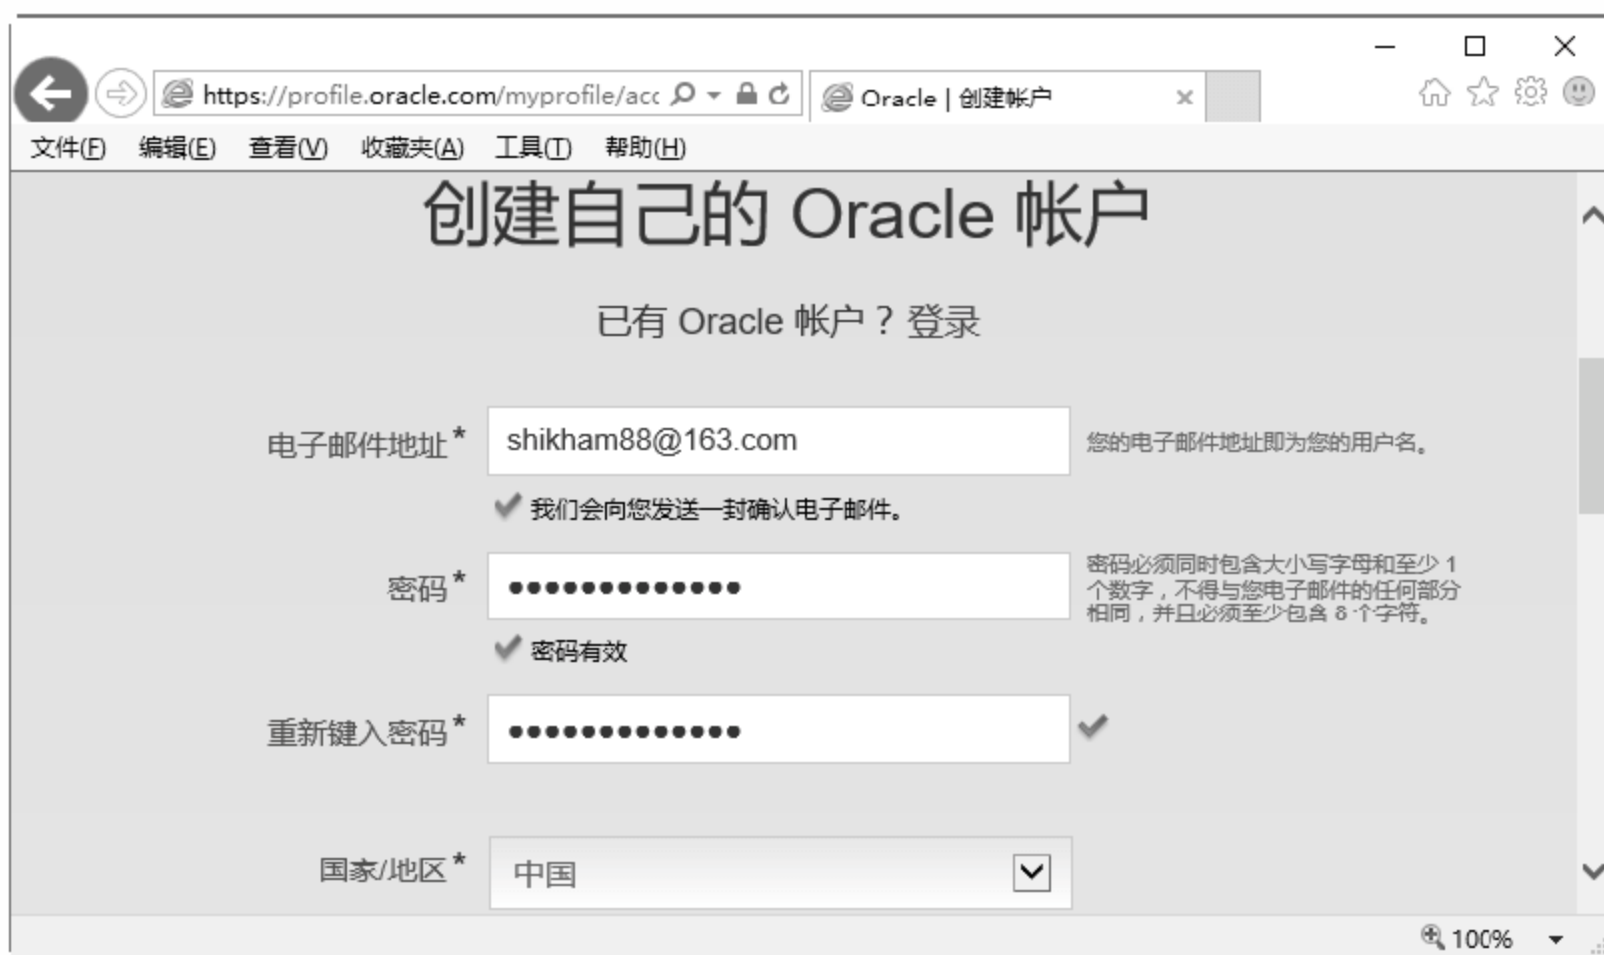 https://profile.oracle.com/myprofile/acc
Oracle | 创建帐户
文件(F) 编辑(E) 查看(V) 收藏夹(A) 工具(T) 帮助(H)
创建自己的 Oracle 帐户
已有 Oracle 帐户？登录
电子邮件地址*
shikham88@163.com
您的电子邮件地址即为您的用户名。
我们会向您发送一封确认电子邮件。
密码*
•••••••••••••
密码必须同时包含大小写字母和至少 1
个数字，不得与您电子邮件的任何部分
相同，并且必须至少包含 8 个字符。
密码有效
重新键入密码*
•••••••••••••
国家/地区*
中国
100%